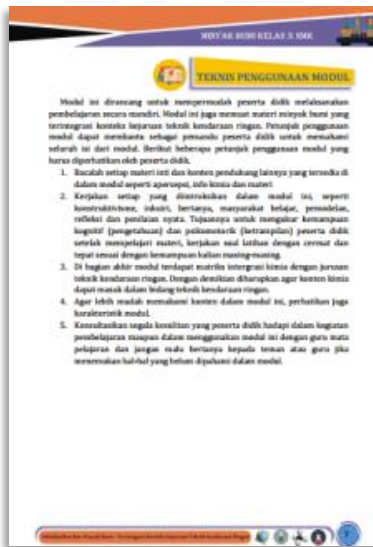 MINYAK BUMI KELAS X SMK
TEKNIS PENGGUNAAN MODUL
Modul ini dirancang untuk mempermudah peserta didik melaksanakan
pembelajaran secara mandiri. Modul ini juga memuat materi minyak bumi yang
terintegrasi konteks kejuruan teknik kendaraan ringan. Petunjuk penggunaan
modul dapat membantu sebagai pemandu peserta didik untuk memahami
seluruh isi dari modul. Berikut beberapa petunjuk penggunaan modul yang
harus diperhatikan oleh peserta didik.
1. Bacalah setiap materi inti dan konten pendukung lainnya yang tersedia di
dalam modul seperti apersepsi, info kimia dan materi
2. Kerjakan setiap yang diintruksikan dalam modul ini, seperti
konstruktivisme, inkuiri, bertanya, masyarakat belajar, pemodelan,
refleksi dan penilaian nyata. Tujuannya untuk mengukur kemampuan
kognitif (pengetahuan) dan psikomotorik (ketrampilan) peserta didik
setelah mempelajari materi, kerjakan soal latihan dengan cermat dan
tepat sesuai dengan kemampuan kalian masing-masing.
3. Di bagian akhir modul terdapat matriks intergrasi kimia dengan jurusan
teknik kendaraan ringan. Dengan demikian diharapkan agar konten kimia
dapat masuk dalam bidang teknik kendaraan ringan.
4. Agar lebih mudah memahami konten dalam modul ini, perhatikan juga
karakteristik modul.
5. Konsultasikan segala kesulitan yang peserta didik hadapi dalam kegiatan
pembelajaran maupun dalam menggunakan modul ini dengan guru mata
pelajaran dan jangan malu bertanya kepada teman atau guru jika
menemukan hal-hal yang belum dipahami dalam modul.